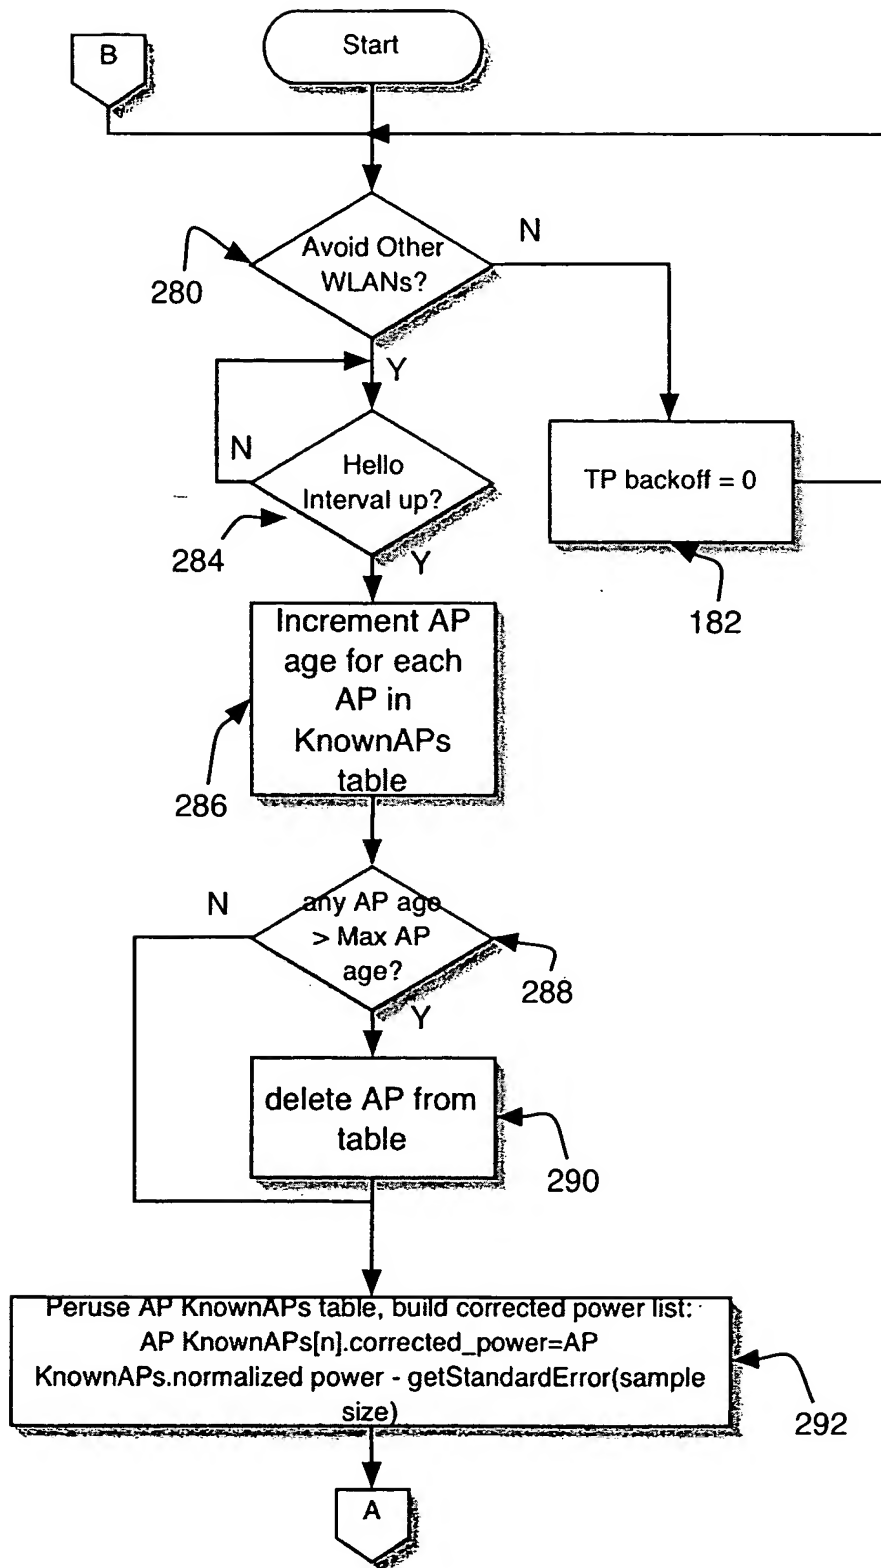 B
Start
Avoid Other
WLANs?
N
280
Y
N
Hello
Interval up?
TP backoff = 0
284
Y
182
Increment AP
age for each
AP in
KnownAPs
table
286
N
any AP age
> Max AP
age?
288
Y
delete AP from
table
290
Peruse AP KnownAPs table, build corrected power list:
AP KnownAPs[n].corrected_power=AP
KnownAPs.normalized power - getStandardError(sample
size)
292
A